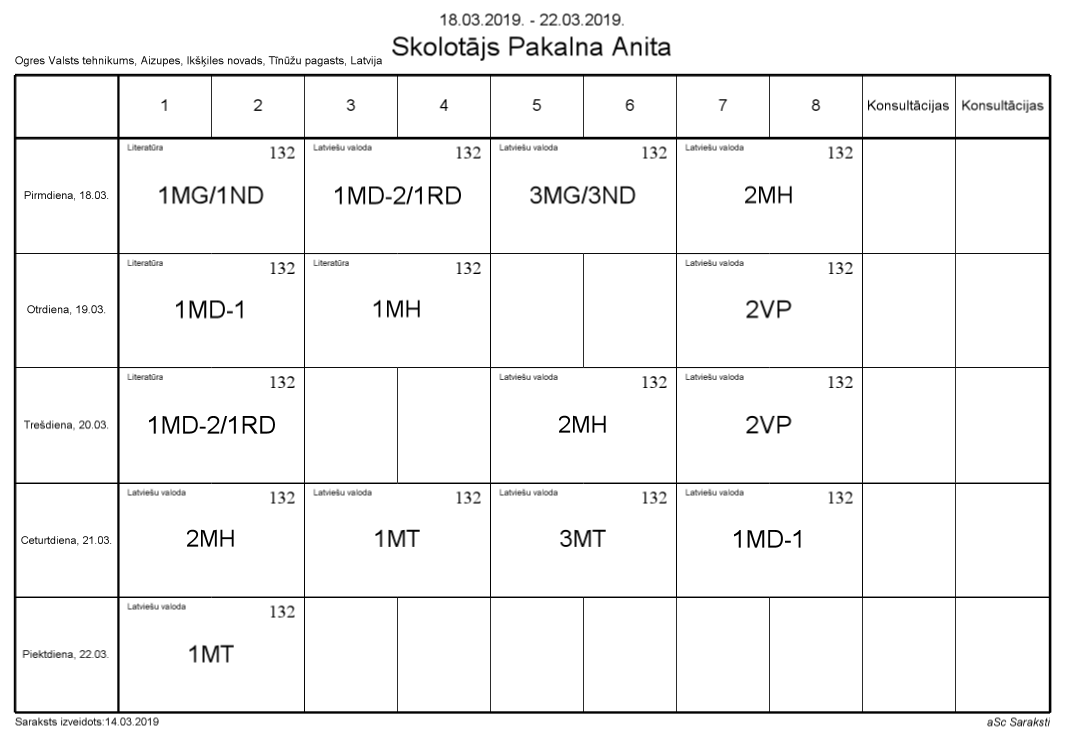 18.03.2019. - 22.03.2019.
Skolotājs Pakalna Anita
Ogres Valsts tehnikums, Aizupes, Ikšķiles novads, Tīnūžu pagasts, Latvija
1 2 3 4 5 6 7 8 Konsultācijas Konsultācijas
Literatūra 132 Latviešu valoda 132 Latviešu valoda 132 Latviešu valoda 132
Pirmdiena, 18.03. 1MG/1ND 1MD-2/1RD 3MG/3ND 2MH
Literatūra 132 Literatūra 132 Latviešu valoda 132
Otrdiena, 19.03. 1MD-1 1MH 2VP
Literatūra 132 Latviešu valoda 132 Latviešu valoda 132
Trešdiena, 20.03. 1MD-2/1RD 2MH 2VP
Latviešu valoda 132 Latviešu valoda 132 Latviešu valoda 132 Latviešu valoda 132
Ceturtdiena, 21.03. 2MH 1MT 3MT 1MD-1
Latviešu valoda 132
Piektdiena, 22.03. 1MT
Saraksts izveidots:14.03.2019 aSc Saraksti